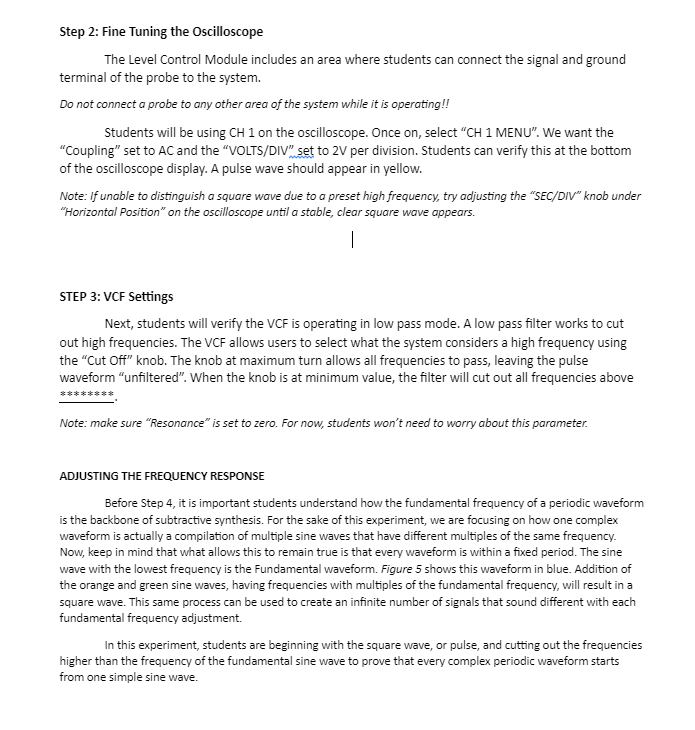 Step 2: Fine Tuning the Oscilloscope
The Level Control Module includes an area where students can connect the signal and ground
terminal of the probe to the system.
Do not connect a probe to any other area of the system while it is operating!!
Students will be using CH 1 on the oscilloscope. Once on, select “CH 1 MENU”. We want the
“Coupling” set to AC and the “VOLTS/DIV” set to 2V per division. Students can verify this at the bottom
of the oscilloscope display. A pulse wave should appear in yellow.
Note: If unable to distinguish a square wave due to a preset high frequency, try adjusting the “SEC/DIV” knob under
“Horizontal Position” on the oscilloscope until a stable, clear square wave appears.
STEP 3: VCF Settings
Next, students will verify the VCF is operating in low pass mode. A low pass filter works to cut
out high frequencies. The VCF allows users to select what the system considers a high frequency using
the “Cut Off” knob. The knob at maximum turn allows all frequencies to pass, leaving the pulse
waveform “unfiltered”. When the knob is at minimum value, the filter will cut out all frequencies above
********.
Note: make sure “Resonance” is set to zero. For now, students won’t need to worry about this parameter.
ADJUSTING THE FREQUENCY RESPONSE
Before Step 4, it is important students understand how the fundamental frequency of a periodic waveform
is the backbone of subtractive synthesis. For the sake of this experiment, we are focusing on how one complex
waveform is actually a compilation of multiple sine waves that have different multiples of the same frequency.
Now, keep in mind that what allows this to remain true is that every waveform is within a fixed period. The sine
wave with the lowest frequency is the Fundamental waveform. Figure 5 shows this waveform in blue. Addition of
the orange and green sine waves, having frequencies with multiples of the fundamental frequency, will result in a
square wave. This same process can be used to create an infinite number of signals that sound different with each
fundamental frequency adjustment.
In this experiment, students are beginning with the square wave, or pulse, and cutting out the frequencies
higher than the frequency of the fundamental sine wave to prove that every complex periodic waveform starts
from one simple sine wave.